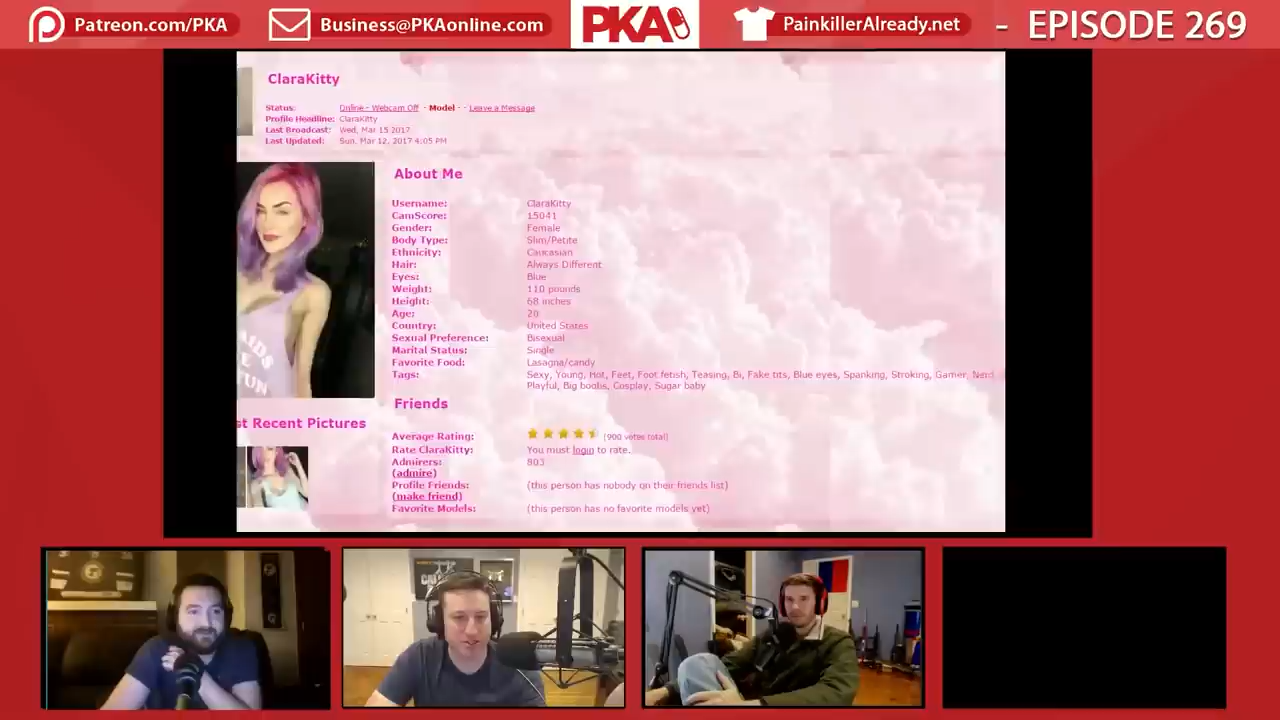 Patreon.com/PKA
Business@PKAonline.com
PKA
PainkillerAlready.net
- EPISODE 269
ClaraKitty
Status: Online - Webcam Off - Model - - Leave a Message
Profile Headline: ClaraKitty
Last Broadcast: Wed, Mar 15 2017
Last Updated: Sun, Mar 12, 2017 4:05 PM
About Me
Username: ClaraKitty
CamScore: 15041
Gender: Female
Body Type: Slim/Petite
Ethnicity: Caucasian
Hair: Always Different
Eyes: Blue
Weight: 110 pounds
Height: 68 inches
Age: 20
Country: United States
Sexual Preference: Bisexual
Marital Status: Single
Favorite Food: Lasagna/candy
Tags: Sexy, Young, Hot, Feet, Foot fetish, Teasing, Bi, Fake tits, Blue eyes, Spanking, Stroking, Gamer, Nerd,
Playful, Big boobs, Cosplay, Sugar baby
Friends
st Recent Pictures
Average Rating: (900 votes total)
Rate ClaraKitty: You must login to rate.
Admirers: 803
(admire)
Profile Friends: (this person has nobody on their friends list)
(make friend)
Favorite Models: (this person has no favorite models yet)